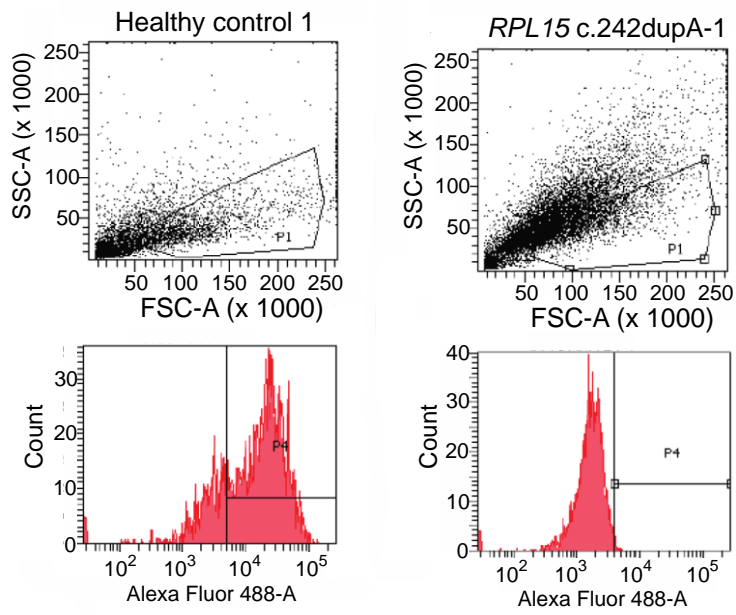 Healthy control 1
RPL15 c.242dupA-1
SSC-A (x 1000)
250
200
150
100
50
P1
50 100 150 200 250
FSC-A (x 1000)
SSC-A (x 1000)
250
200
150
100
50
P1
50 100 150 200 250
FSC-A (x 1000)
Count
30
20
10
0
P4
10² 10³ 10⁴ 10⁵
Alexa Fluor 488-A
Count
40
30
20
10
0
P4
10² 10³ 10⁴ 10⁵
Alexa Fluor 488-A